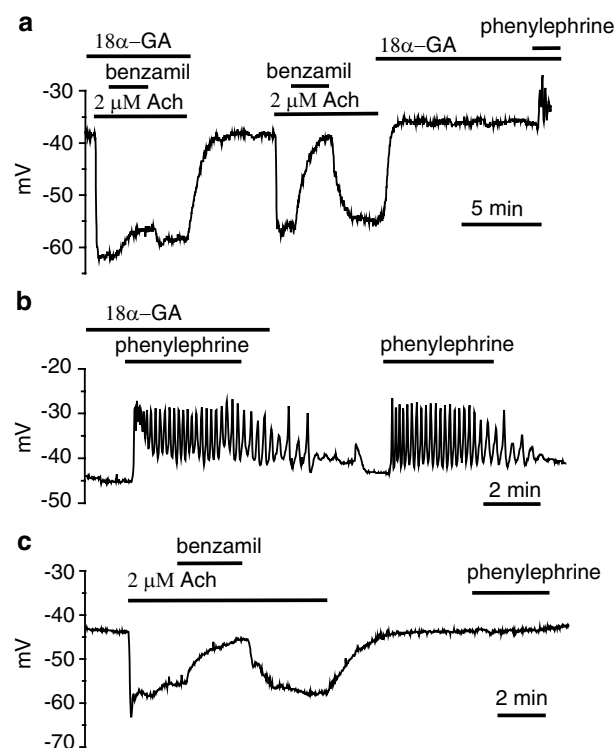 a
phenylephrine
18α–GA 18α–GA
benzamil benzamil
2 μM Ach 2 μM Ach
-30
-40
mV
-50
5 min
-60
b
18α–GA
phenylephrine phenylephrine
-20
-30
mV
-40
2 min
-50
c
benzamil
-30
2 μM Ach phenylephrine
-40
mV
-50
-60
2 min
-70